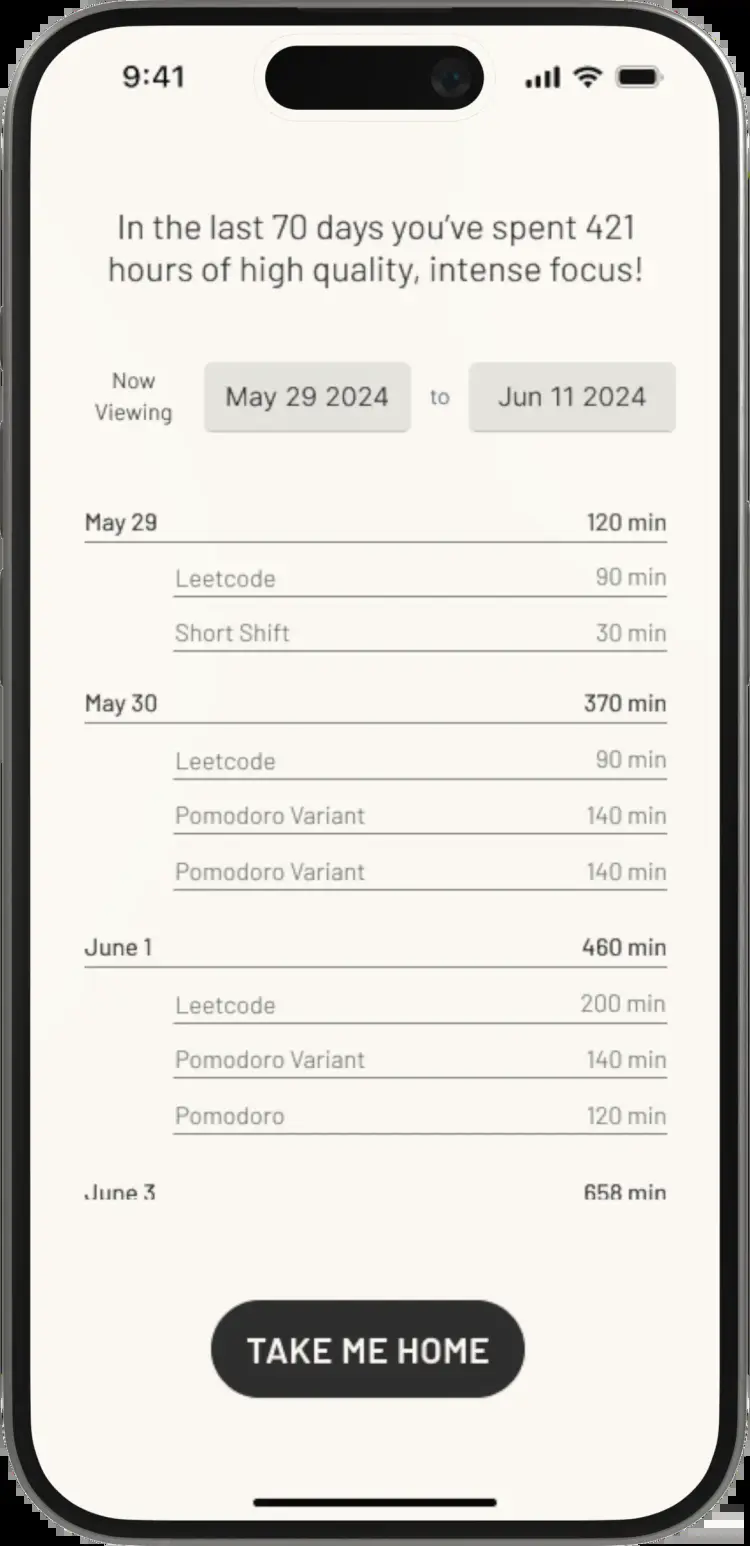 9:41
In the last 70 days you've spent 421
hours of high quality, intense focus!
Now
Viewing
May 29 2024 to Jun 11 2024
May 29 120 min
Leetcode 90 min
Short Shift 30 min
May 30 370 min
Leetcode 90 min
Pomodoro Variant 140 min
Pomodoro Variant 140 min
June 1 460 min
Leetcode 200 min
Pomodoro Variant 140 min
Pomodoro 120 min
June 3 658 min
TAKE ME HOME